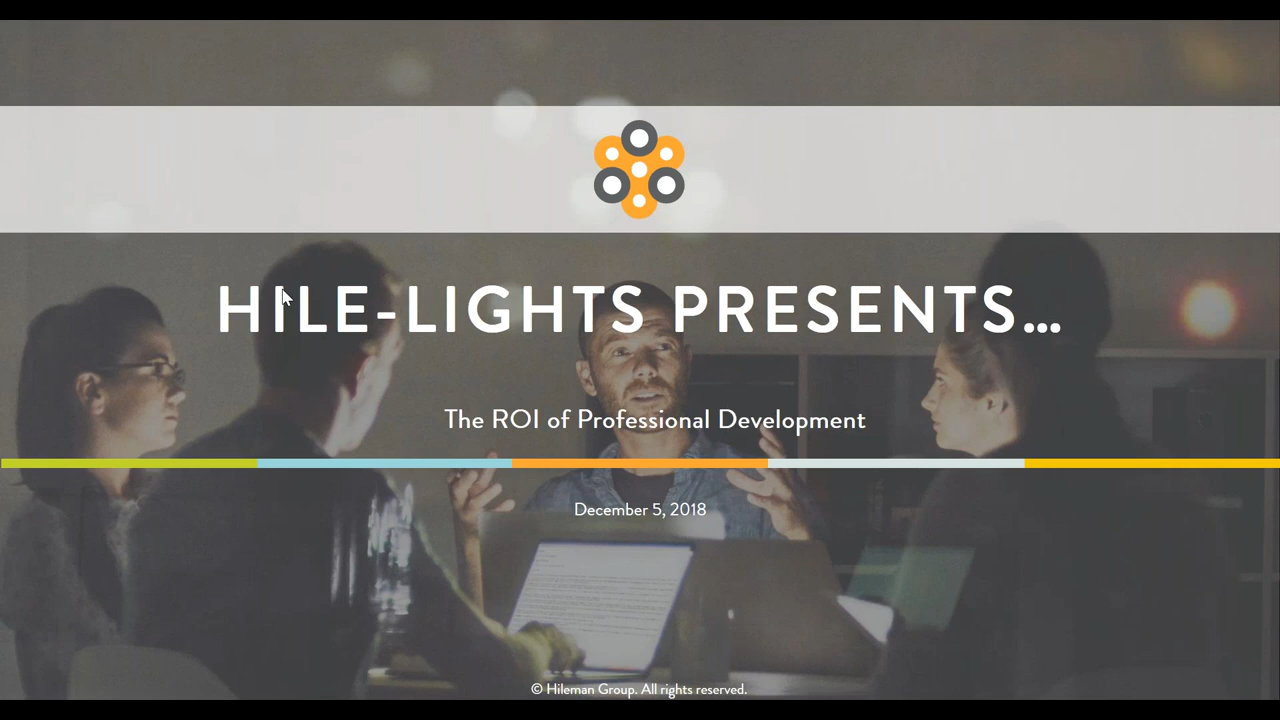 HILE-LIGHTS PRESENTS...
The ROI of Professional Development
December 5, 2018
© Hileman Group. All rights reserved.